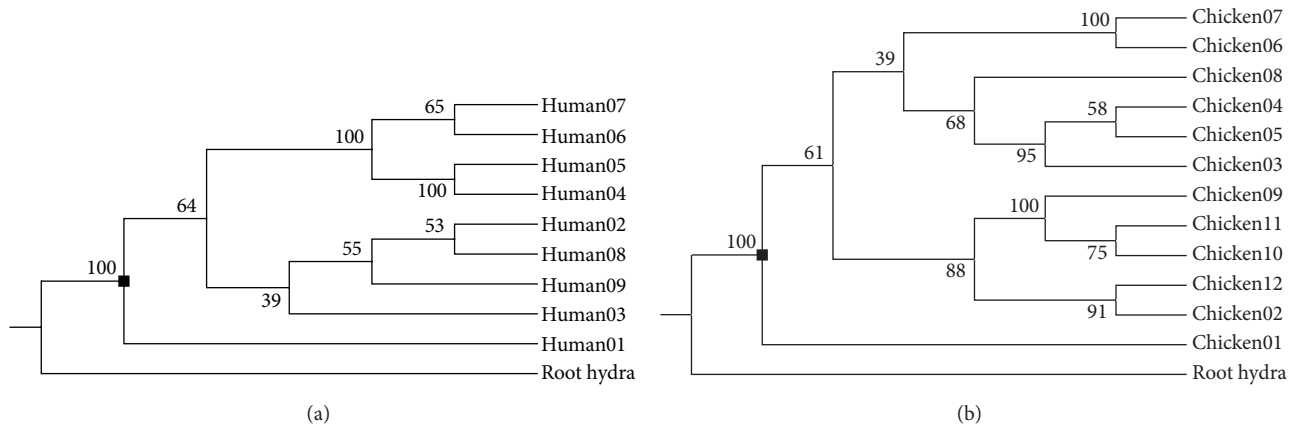 65
Human07
Human06
100
Human05
100
Human04
64
53
Human02
Human08
55
Human09
39
Human03
100
Human01
Root hydra
(a)
100
Chicken07
Chicken06
39
Chicken08
58
Chicken04
68
Chicken05
95
Chicken03
61
100
Chicken09
Chicken11
75
Chicken10
88
Chicken12
91
Chicken02
100
Chicken01
Root hydra
(b)